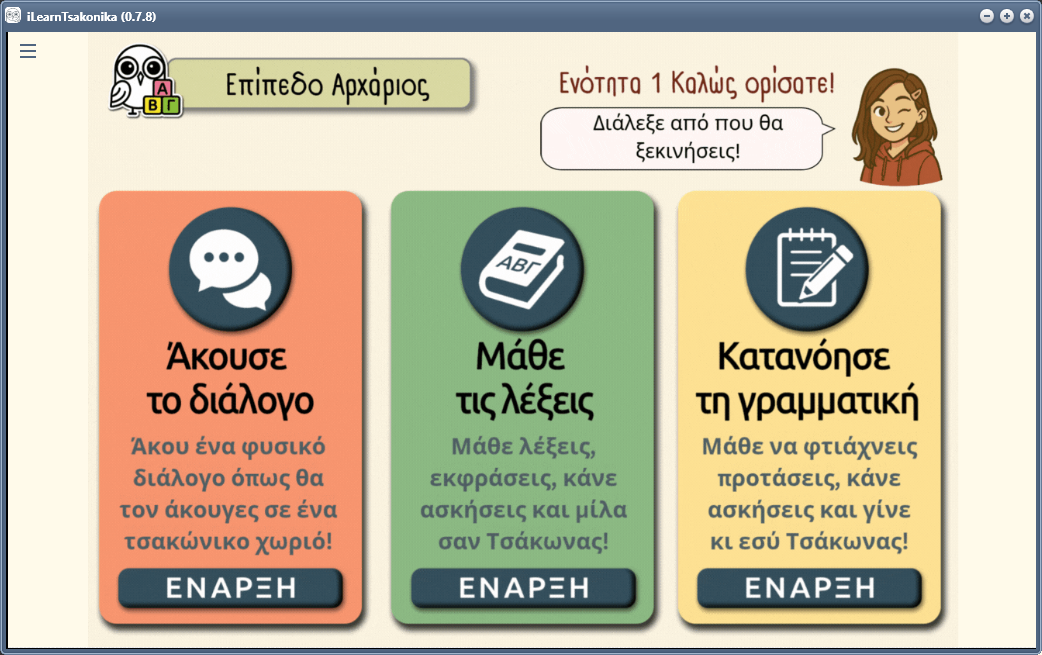 iLearnTsakonika (0.7.8)
Επίπεδο Αρχάριος
Α
Β Γ
Ενότητα 1 Καλώς ορίσατε!
Διάλεξε από που θα
ξεκινήσεις!
Άκουσε
το διάλογο
Άκου ένα φυσικό
διάλογο όπως θα
τον άκουγες σε ένα
τσακώνικο χωριό!
ΕΝΑΡΞΗ
ΑΒΓ
Μάθε
τις λέξεις
Μάθε λέξεις,
εκφράσεις, κάνε
ασκήσεις και μίλα
σαν Τσάκωνας!
ΕΝΑΡΞΗ
Κατανόησε
τη γραμματική
Μάθε να φτιάχνεις
προτάσεις, κάνε
ασκήσεις και γίνε
κι εσύ Τσάκωνας!
ΕΝΑΡΞΗ